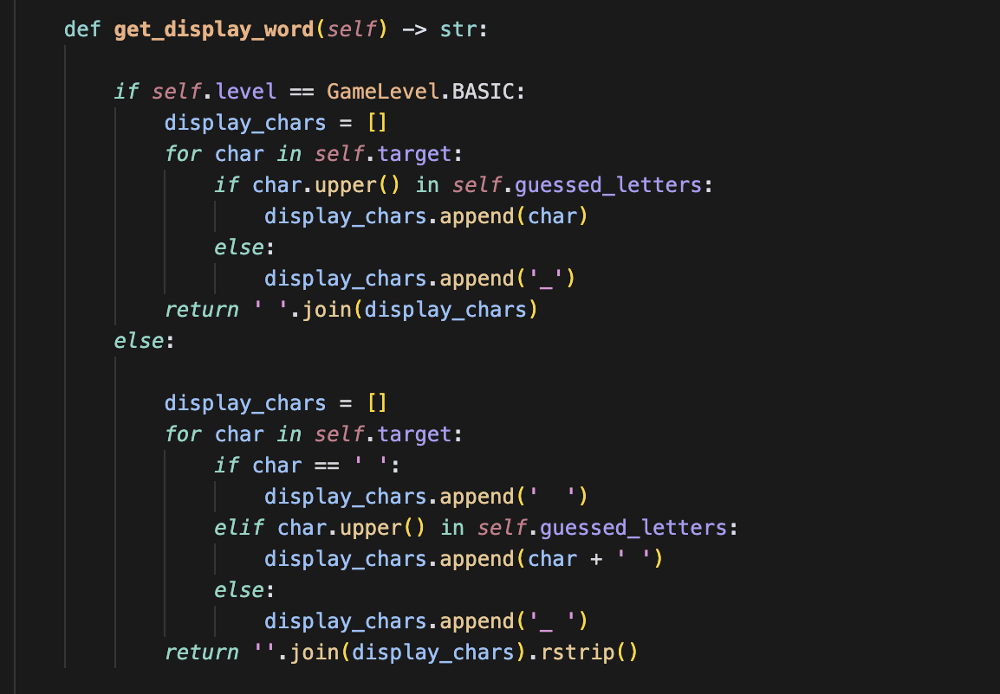 def get_display_word(self) -> str:

    if self.level == GameLevel.BASIC:
        display_chars = []
        for char in self.target:
            if char.upper() in self.guessed_letters:
                display_chars.append(char)
            else:
                display_chars.append('_')
        return ' '.join(display_chars)
    else:

        display_chars = []
        for char in self.target:
            if char == ' ':
                display_chars.append('  ')
            elif char.upper() in self.guessed_letters:
                display_chars.append(char + ' ')
            else:
                display_chars.append('_ ')
        return ''.join(display_chars).rstrip()